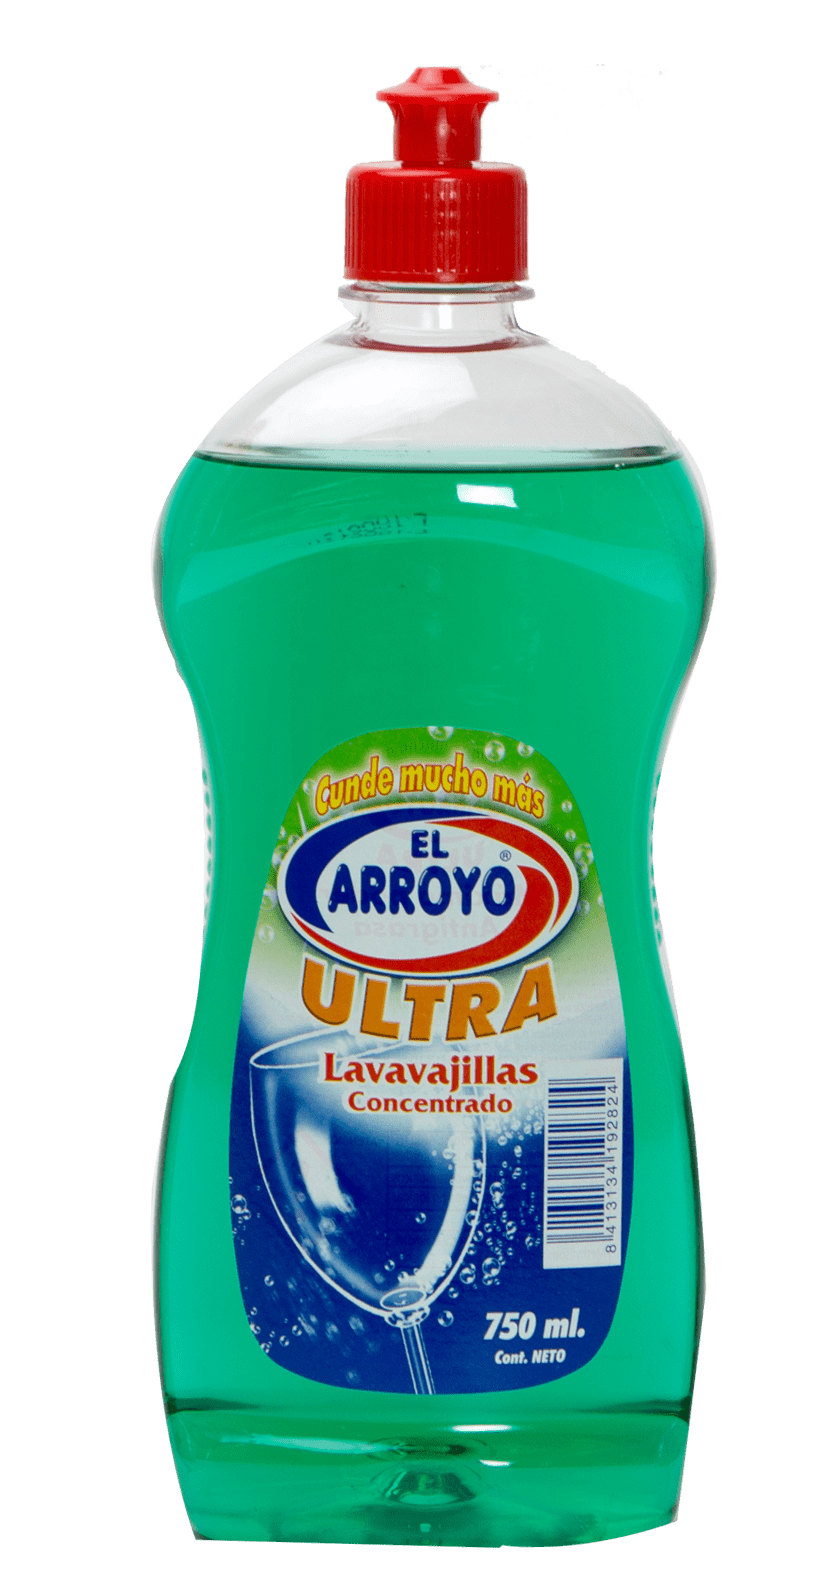 Cunde mucho más
EL
ARROYO®
ULTRA
Lavavajillas
Concentrado
8 413134 192824
750 ml.
Cont. NETO